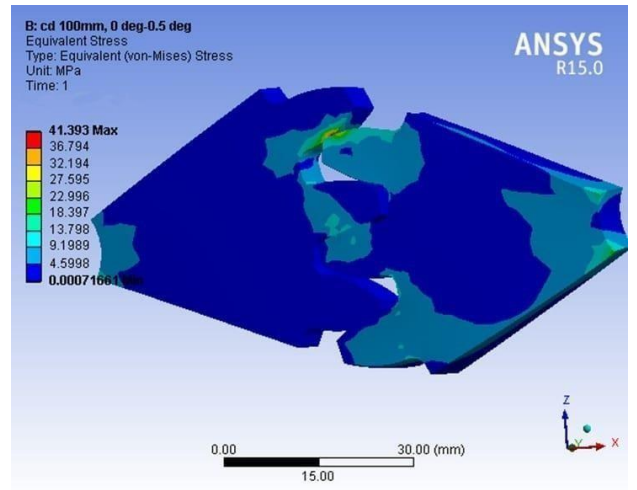 B: cd 100mm, 0 deg-0.5 deg
Equivalent Stress
Type: Equivalent (von-Mises) Stress
Unit: MPa
Time: 1
ANSYS
R15.0
41.393 Max
36.794
32.194
27.595
22.996
18.397
13.798
9.1989
4.5998
0.00071661
0.00
30.00 (mm)
15.00
Z
Y
X